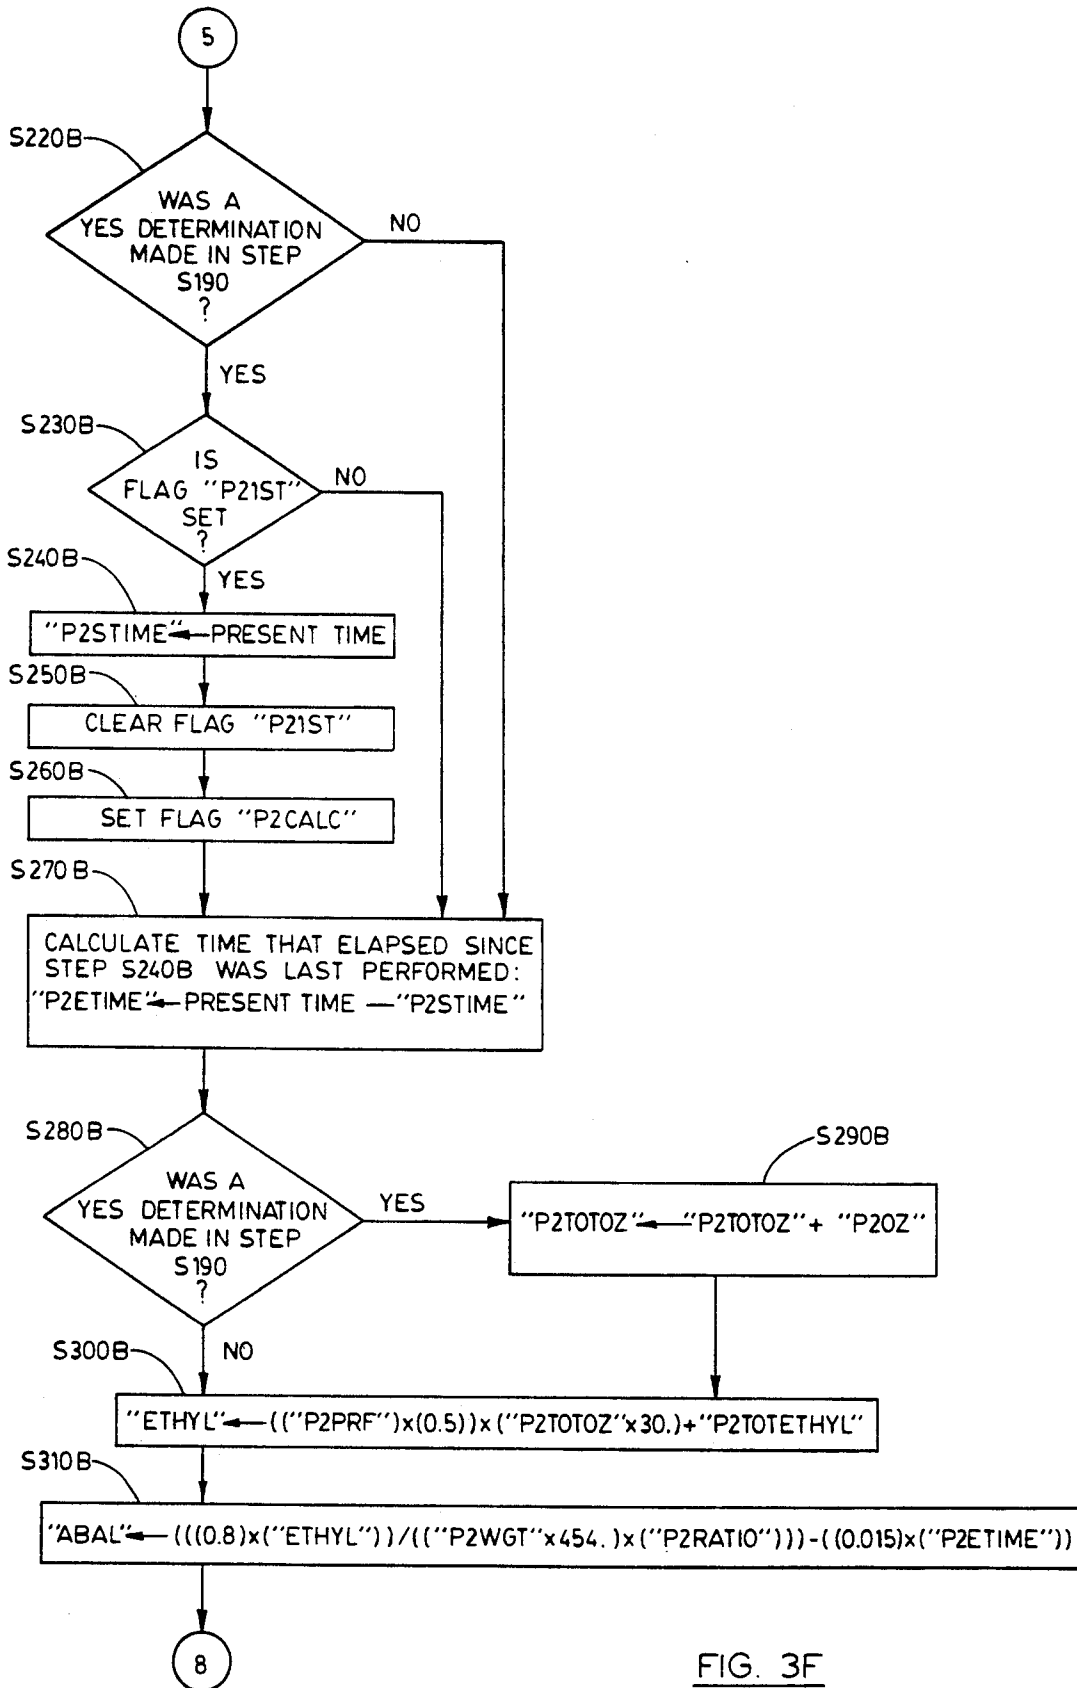 5
S220B
WAS A
YES DETERMINATION
MADE IN STEP
S190
?
NO
YES
S230B
IS
FLAG "P21ST"
SET
?
NO
YES
S240B
"P2STIME"←PRESENT TIME
S250B
CLEAR FLAG "P21ST"
S260B
SET FLAG "P2CALC"
S270B
CALCULATE TIME THAT ELAPSED SINCE
STEP S240B WAS LAST PERFORMED:
"P2ETIME"←PRESENT TIME — "P2STIME"
S280B
WAS A
YES DETERMINATION
MADE IN STEP
S190
?
YES
S290B
"P2TOTOZ"←"P2TOTOZ" + "P2OZ"
NO
S300B
"ETHYL"←(("P2PRF")x(0.5))x("P2TOTOZ"x30.)+"P2TOTETHYL"
S310B
"ABAL"← (((0.8)x("ETHYL"))/(("P2WGT"x454.)x("P2RATIO")))-((0.015)x("P2ETIME"))
8
FIG. 3F